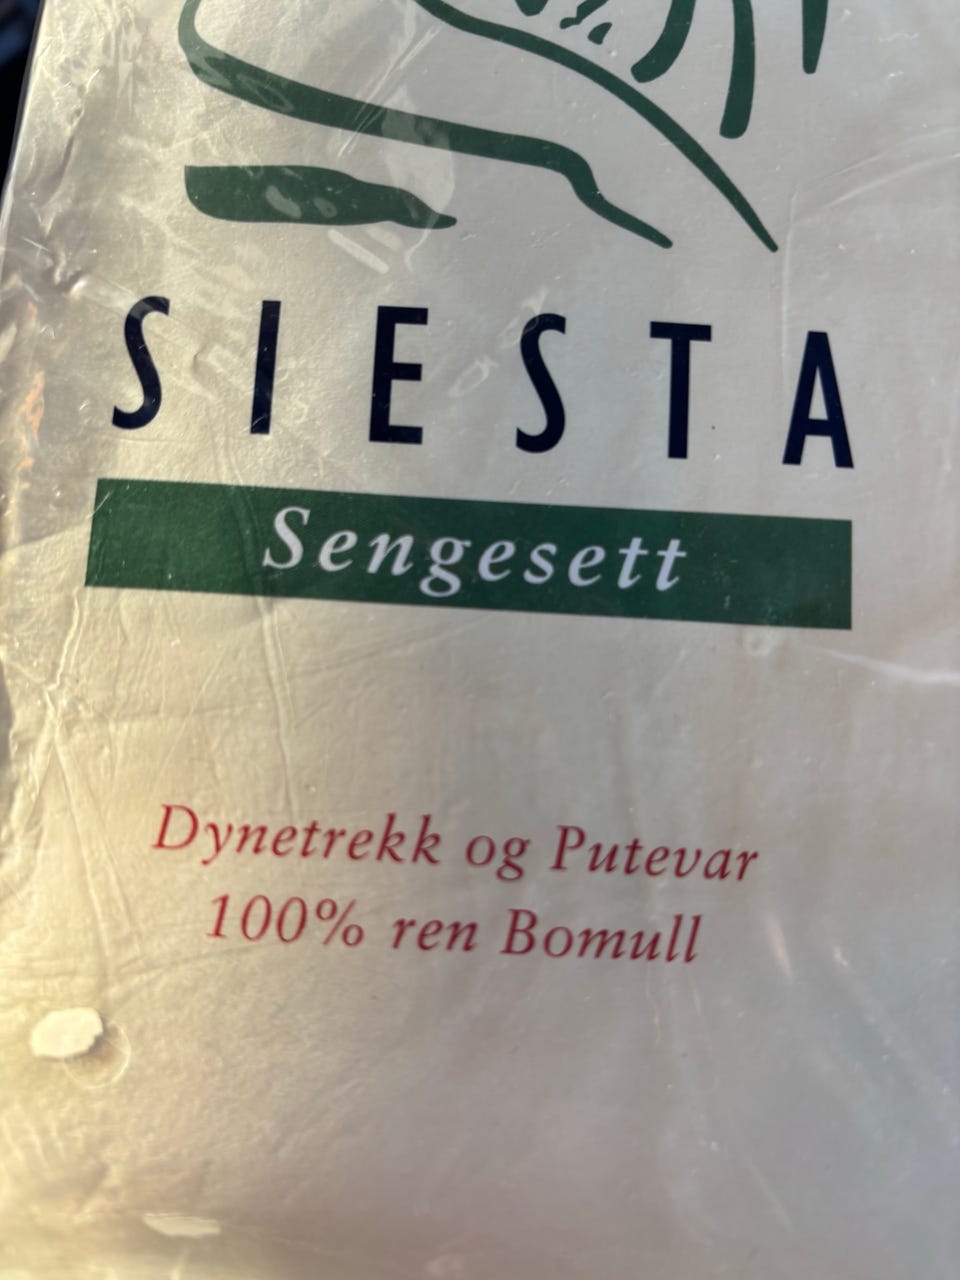 SIESTA
Sengesett
Dynetrekk og Putevar
100% ren Bomull